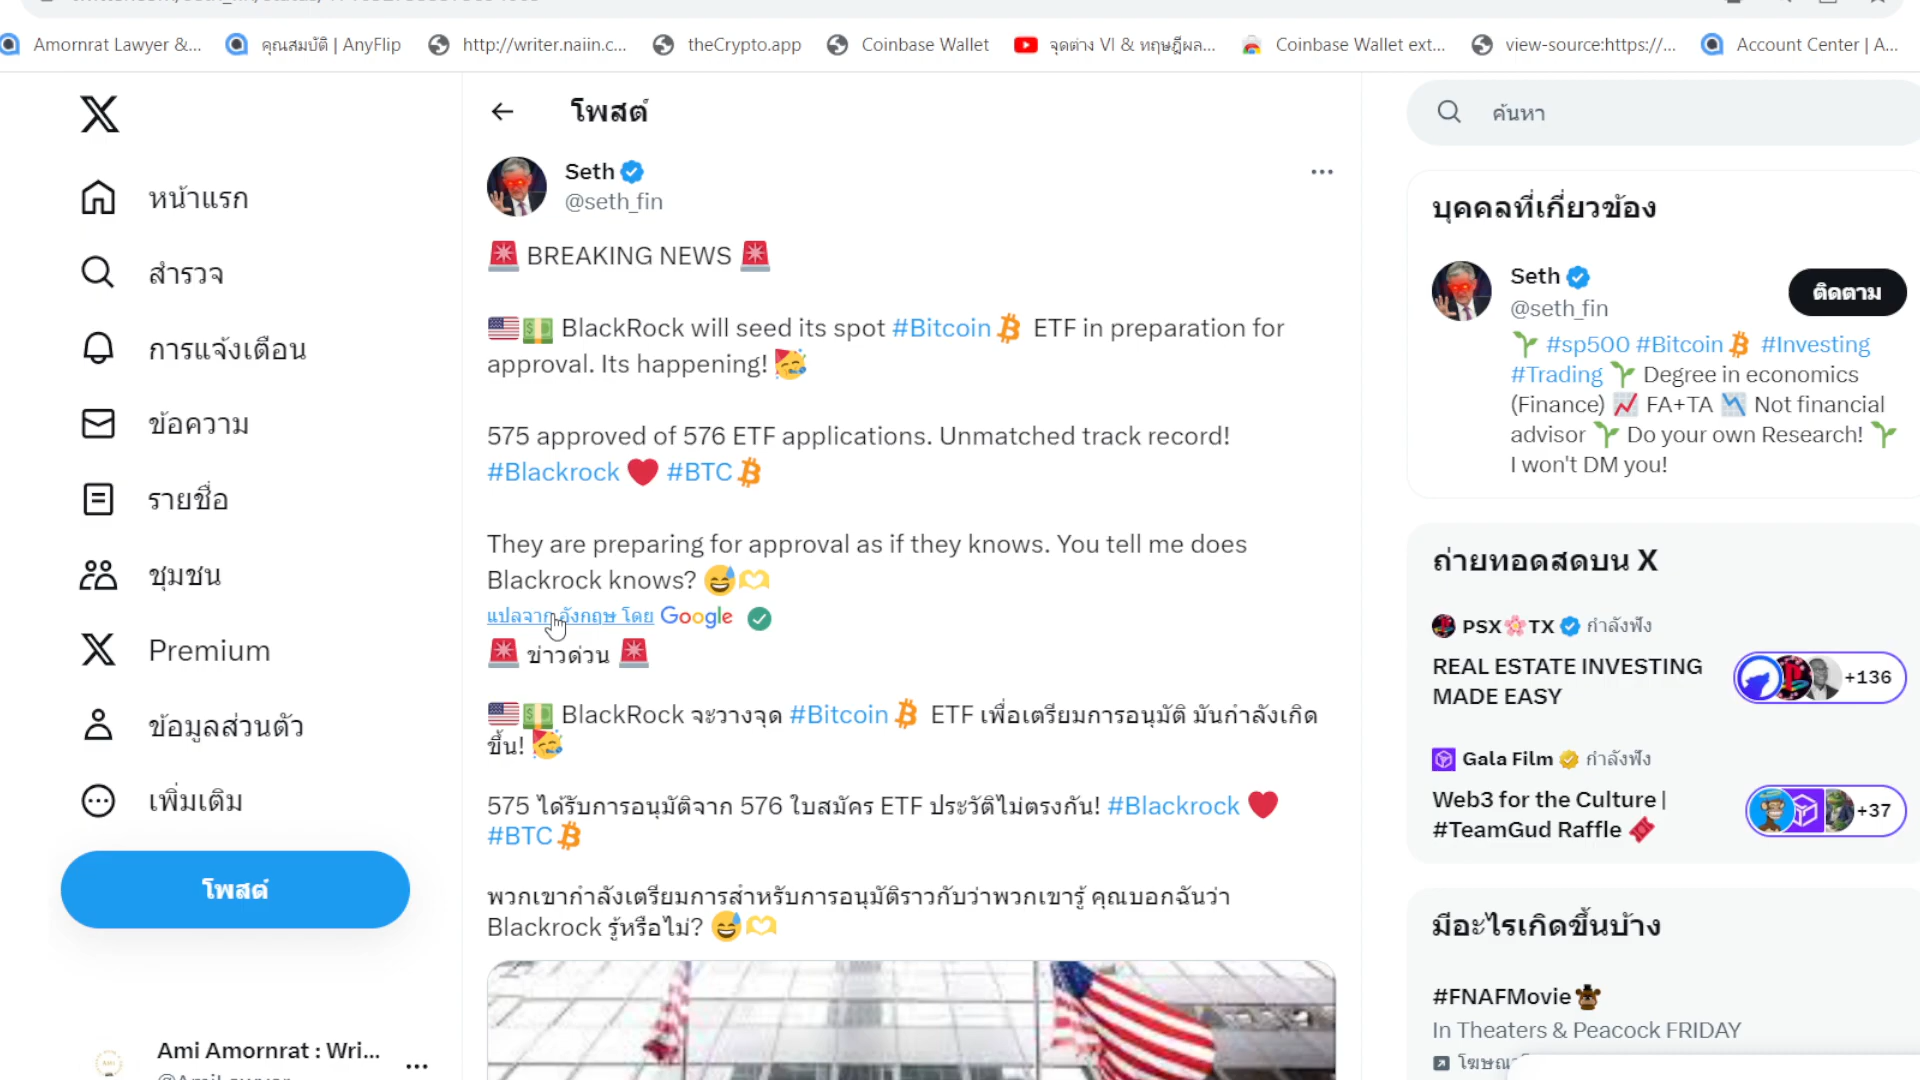 Amornrat Lawyer &...
คุณสมบัติ | AnyFlip
http://writer.naiin.c...
theCrypto.app
Coinbase Wallet
จุดต่าง VI & ทฤษฎีผล...
Coinbase Wallet ext...
view-source:https://...
Account Center | A...
หน้าแรก
สำรวจ
การแจ้งเตือน
ข้อความ
รายชื่อ
ชุมชน
Premium
ข้อมูลส่วนตัว
เพิ่มเติม
โพสต์
Ami Amornrat : Wri...
โพสต์
Seth
@seth_fin
🚨 BREAKING NEWS 🚨
🇺🇸💵 BlackRock will seed its spot #Bitcoin ETF in preparation for
approval. Its happening! 🥳
575 approved of 576 ETF applications. Unmatched track record!
#Blackrock ❤️ #BTC
They are preparing for approval as if they knows. You tell me does
Blackrock knows? 😅🫶
แปลจาก อังกฤษ โดย Google
🚨 ข่าวด่วน 🚨
🇺🇸💵 BlackRock จะวางจุด #Bitcoin ETF เพื่อเตรียมการอนุมัติ มันกำลังเกิด
ขึ้น! 🥳
575 ได้รับการอนุมัติจาก 576 ใบสมัคร ETF ประวัติไม่ตรงกัน! #Blackrock ❤️
#BTC
พวกเขากำลังเตรียมการสำหรับการอนุมัติราวกับว่าพวกเขารู้ คุณบอกฉันว่า
Blackrock รู้หรือไม่? 😅🫶
ค้นหา
บุคคลที่เกี่ยวข้อง
Seth
@seth_fin
ติดตาม
🌱 #sp500 #Bitcoin #Investing
#Trading 🌱 Degree in economics
(Finance) 📈 FA+TA 📉 Not financial
advisor 🌱 Do your own Research! 🌱
I won't DM you!
ถ่ายทอดสดบน X
PSX🌸TX กำลังฟัง
REAL ESTATE INVESTING
MADE EASY
+136
Gala Film กำลังฟัง
Web3 for the Culture |
#TeamGud Raffle
+37
มีอะไรเกิดขึ้นบ้าง
#FNAFMovie
In Theaters & Peacock FRIDAY